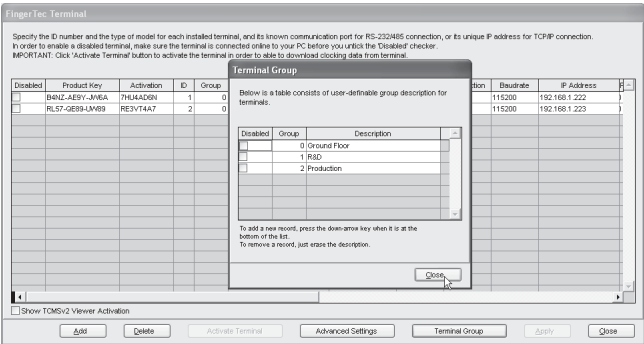 FingerTec Terminal
Specify the ID number and the type of model for each installed terminal, and its known communication port for RS-232/485 connection, or its unique IP address for TCP/IP connection.
In order to enable a disabled terminal, make sure the terminal is connected online to your PC before you untick the 'Disabled' checker.
IMPORTANT: Click 'Activate Terminal' button to activate the terminal in order to download clocking data from terminal.
Disabled Product Key Activation ID Group ction Baudrate IP Address
B4NZ-AE9Y-JW6A 7HU4AD6N 1 0 115200 192.168.1.222
RL57-QE89-UW89 RE3VT4A7 2 0 115200 192.168.1.223
Terminal Group
Below is a table consists of user-definable group description for
terminals.
Disabled Group Description
0 Ground Floor
1 R&D
2 Production
To add a new record, press the down-arrow key when it is at the
bottom of the list.
To remove a record, just erase the description.
Close
Show TCMSv2 Viewer Activation
Add Delete Activate Terminal Advanced Settings Terminal Group Apply Close